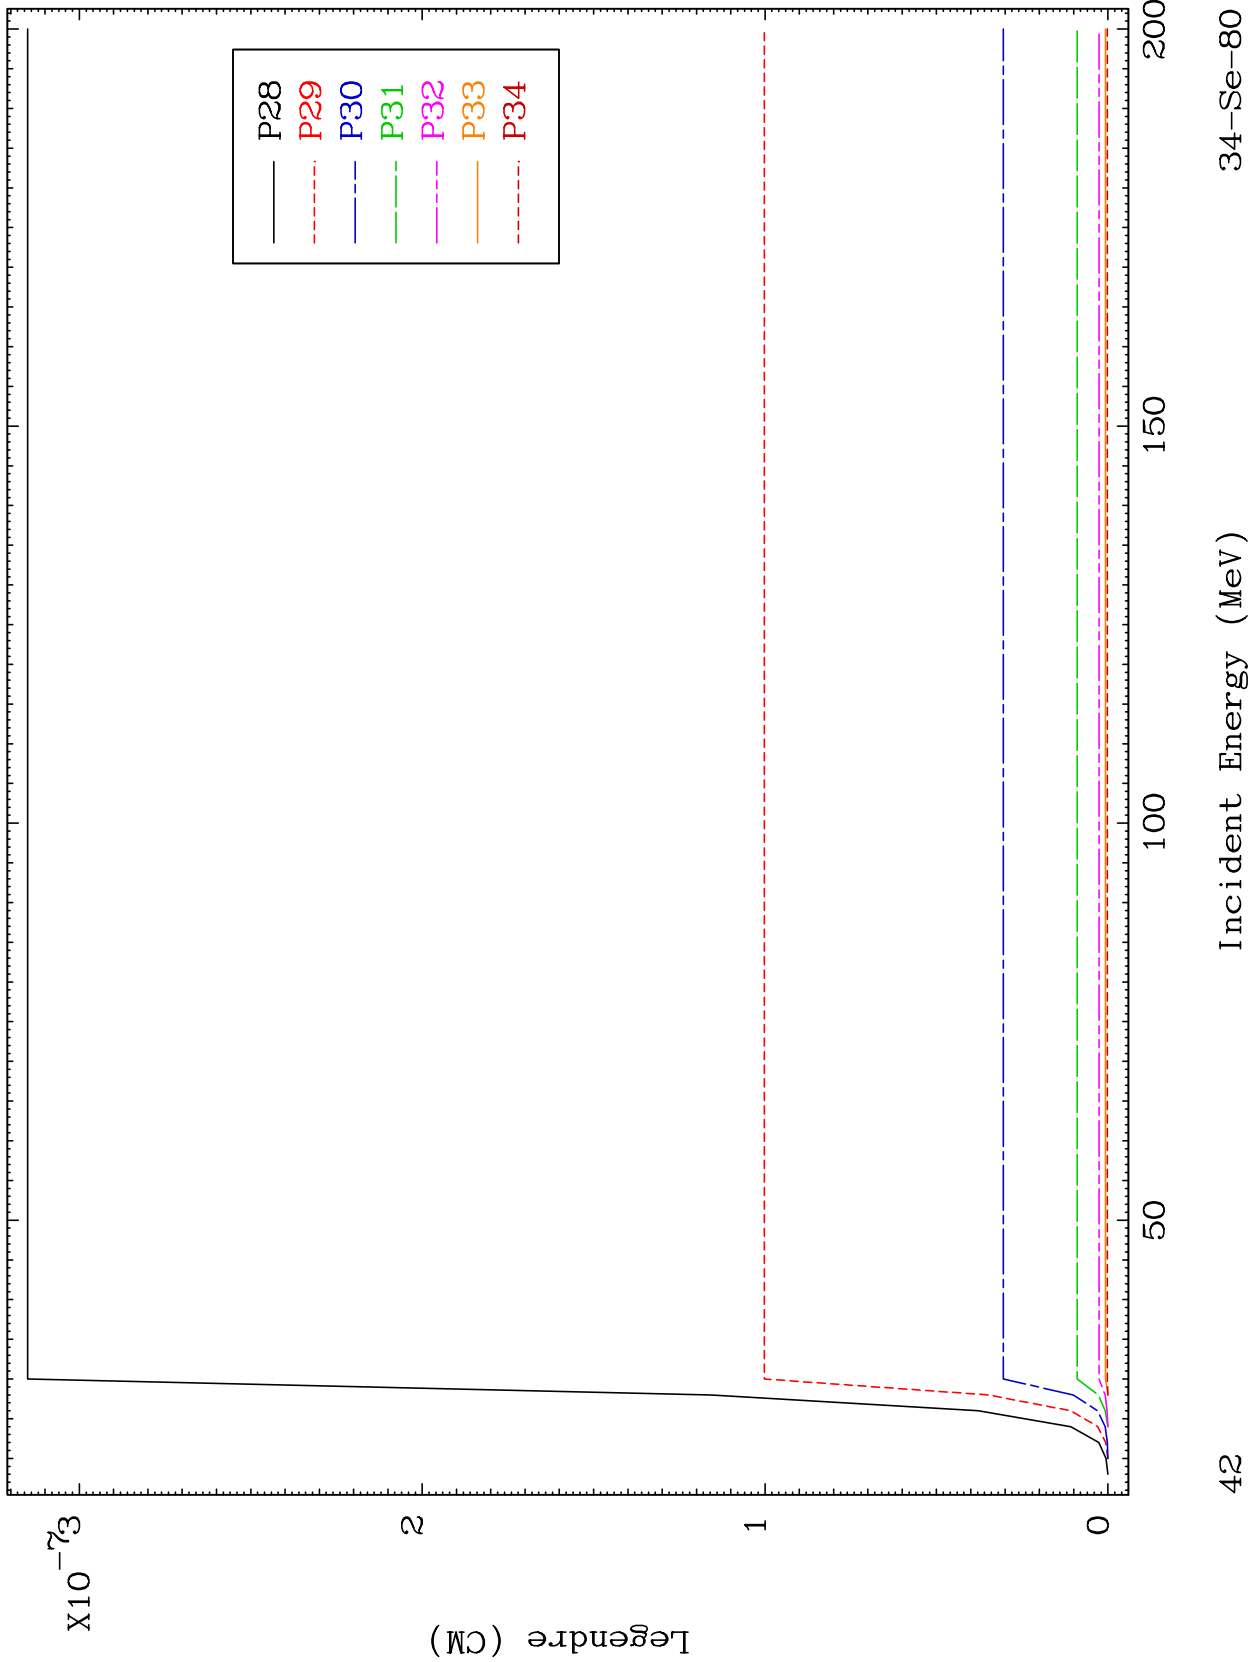 X10⁻⁷
3
2
1
0
Legendre (CM)
P28
P29
P30
P31
P32
P33
P34
50
100
150
200
Incident Energy (MeV)
42
34-Se-80